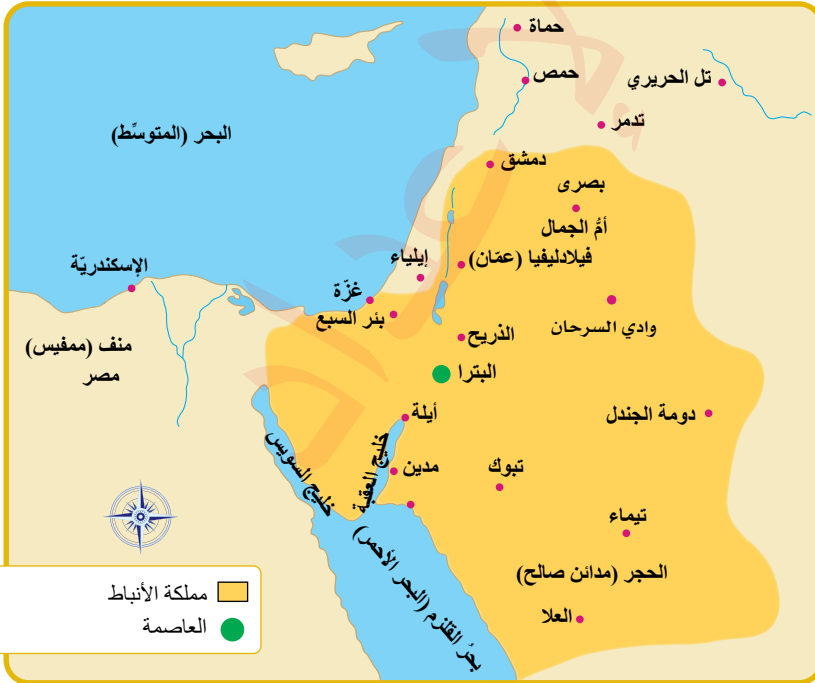 حماة
حمص
تل الحريري
تدمر
البحر (المتوسِّط)
دمشق
بصرى
أمُّ الجمال
فيلادليفيا (عمّان)
إيلياء
الإسكندريّة
غزّة
بئر السبع
وادي السرحان
الذريح
منف (ممفيس)
مصر
البترا
أيلة
دومة الجندل
خليج السويس
خليج العقبة
مدين
تبوك
تيماء
الحجر (مدائن صالح)
بحرُ القلزم (البحر الأحمر)
العلا
مملكة الأنباط
العاصمة